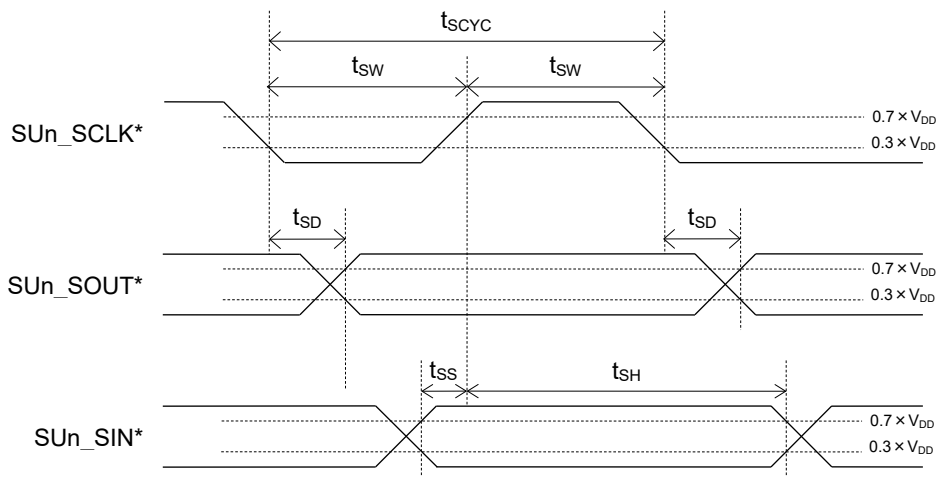 tSCYC
tSW tSW
SUn_SCLK*
0.7 × VDD
0.3 × VDD
tSD tSD
SUn_SOUT*
0.7 × VDD
0.3 × VDD
tSS tSH
SUn_SIN*
0.7 × VDD
0.3 × VDD